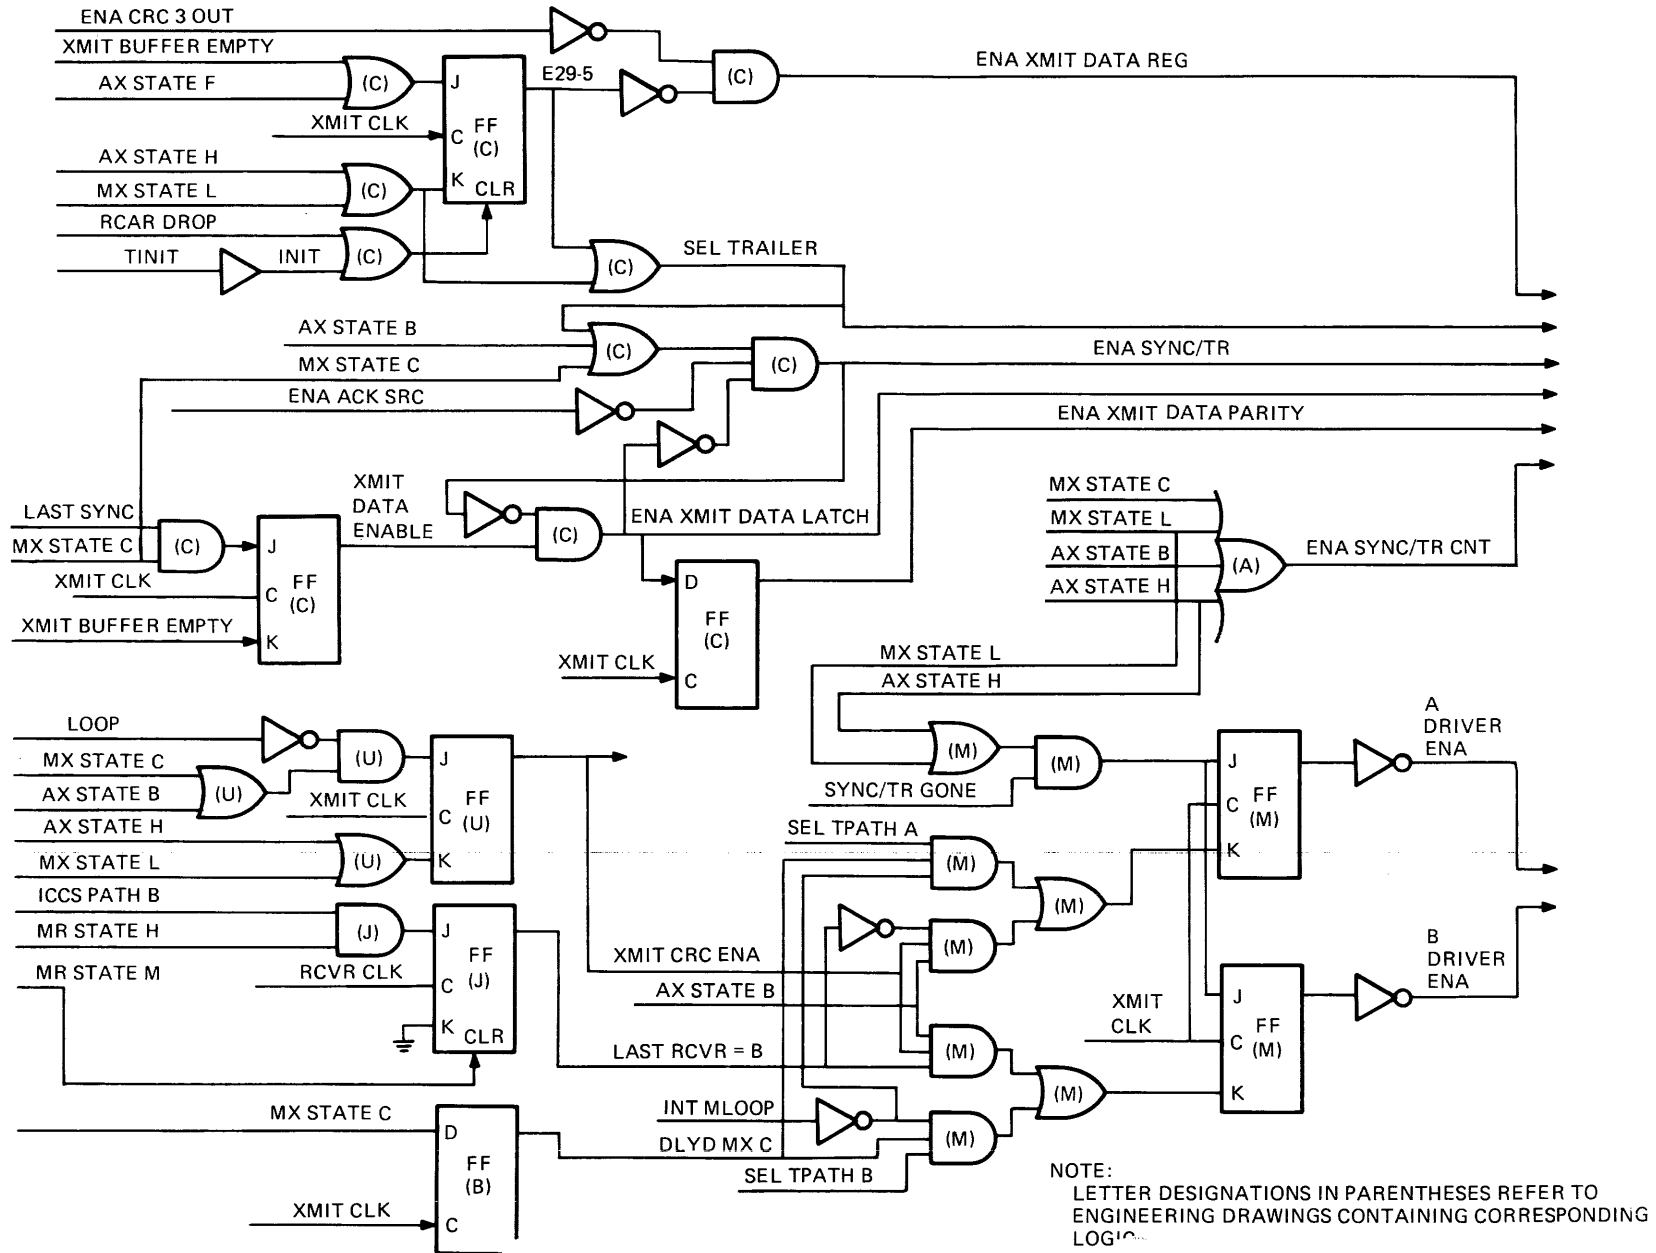 ENA CRC 3 OUT
XMIT BUFFER EMPTY
AX STATE F
(C)
J
E29-5
(C)
ENA XMIT DATA REG
XMIT CLK
C
FF
(C)
AX STATE H
MX STATE L
(C)
K
CLR
RCAR DROP
TINIT
INIT
(C)
(C)
SEL TRAILER
AX STATE B
MX STATE C
(C)
(C)
ENA SYNC/TR
ENA ACK SRC
ENA XMIT DATA PARITY
XMIT
DATA
ENABLE
LAST SYNC
MX STATE C
(C)
J
XMIT CLK
C
FF
(C)
XMIT BUFFER EMPTY
K
(C)
ENA XMIT DATA LATCH
D
FF
(C)
XMIT CLK
C
MX STATE C
MX STATE L
AX STATE B
AX STATE H
(A)
ENA SYNC/TR CNT
MX STATE L
AX STATE H
(M)
(M)
SYNC/TR GONE
J
C
FF
(M)
K
A
DRIVER
ENA
LOOP
MX STATE C
AX STATE B
(U)
(U)
J
XMIT CLK
C
FF
(U)
AX STATE H
MX STATE L
(U)
K
SEL TPATH A
(M)
(M)
(M)
ICCS PATH B
MR STATE H
(J)
J
MR STATE M
RCVR CLK
C
FF
(J)
K
CLR
XMIT CRC ENA
AX STATE B
LAST RCVR = B
(M)
(M)
INT MLOOP
DLYD MX C
(M)
SEL TPATH B
XMIT
CLK
J
C
FF
(M)
K
B
DRIVER
ENA
MX STATE C
D
FF
(B)
XMIT CLK
C
NOTE:
LETTER DESIGNATIONS IN PARENTHESES REFER TO
ENGINEERING DRAWINGS CONTAINING CORRESPONDING